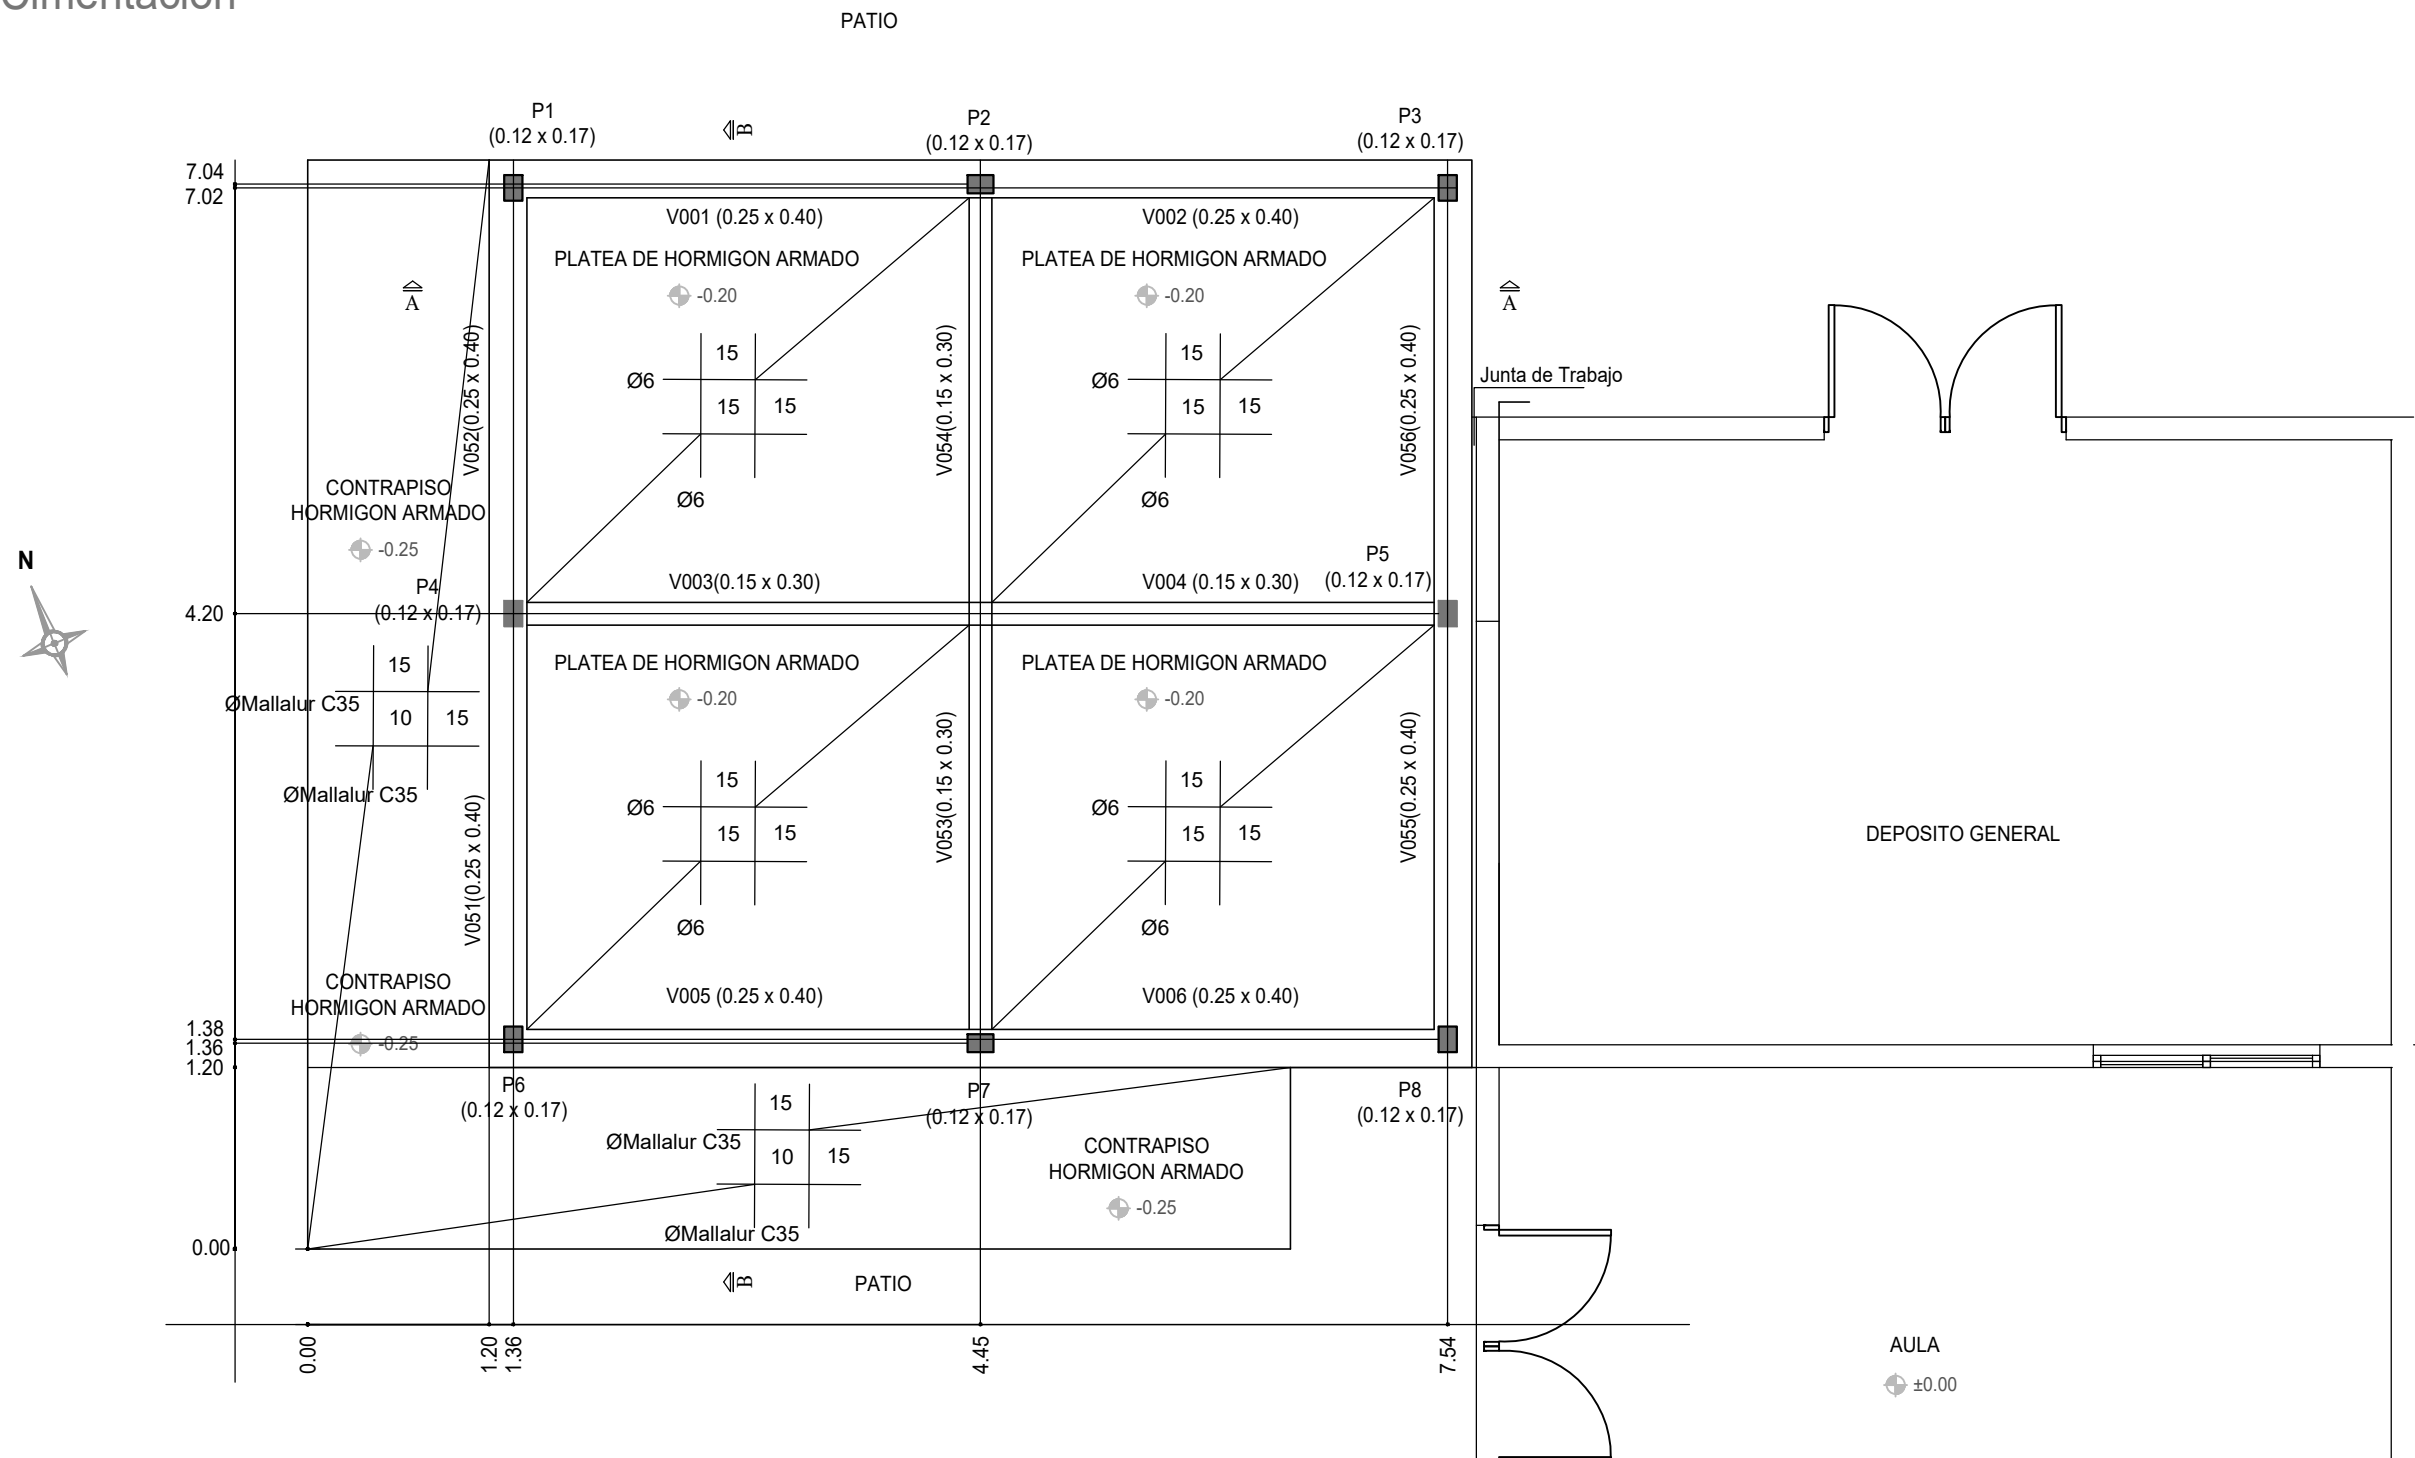 Cimentación
PATIO
P1
(0.12 x 0.17)
B
P2
(0.12 x 0.17)
P3
(0.12 x 0.17)
7.04
7.02
V001 (0.25 x 0.40)
V002 (0.25 x 0.40)
PLATEA DE HORMIGON ARMADO
-0.20
PLATEA DE HORMIGON ARMADO
-0.20
A
A
V052(0.25 x 0.40)
15
Ø6
15
15
Ø6
V054(0.15 x 0.30)
15
Ø6
15
15
Ø6
V056(0.25 x 0.40)
Junta de Trabajo
CONTRAPISO
HORMIGON ARMADO
-0.25
N
P4
(0.12 x 0.17)
4.20
V003(0.15 x 0.30)
V004 (0.15 x 0.30)
P5
(0.12 x 0.17)
15
ØMallalur C35
10
15
ØMallalur C35
PLATEA DE HORMIGON ARMADO
-0.20
PLATEA DE HORMIGON ARMADO
-0.20
V051(0.25 x 0.40)
15
Ø6
15
15
Ø6
V053(0.15 x 0.30)
15
Ø6
15
15
Ø6
V055(0.25 x 0.40)
DEPOSITO GENERAL
CONTRAPISO
HORMIGON ARMADO
-0.25
V005 (0.25 x 0.40)
V006 (0.25 x 0.40)
1.38
1.36
1.20
P6
(0.12 x 0.17)
P7
(0.12 x 0.17)
P8
(0.12 x 0.17)
15
ØMallalur C35
10
15
ØMallalur C35
CONTRAPISO
HORMIGON ARMADO
-0.25
0.00
B
PATIO
0.00
1.20
1.36
4.45
7.54
AULA
±0.00